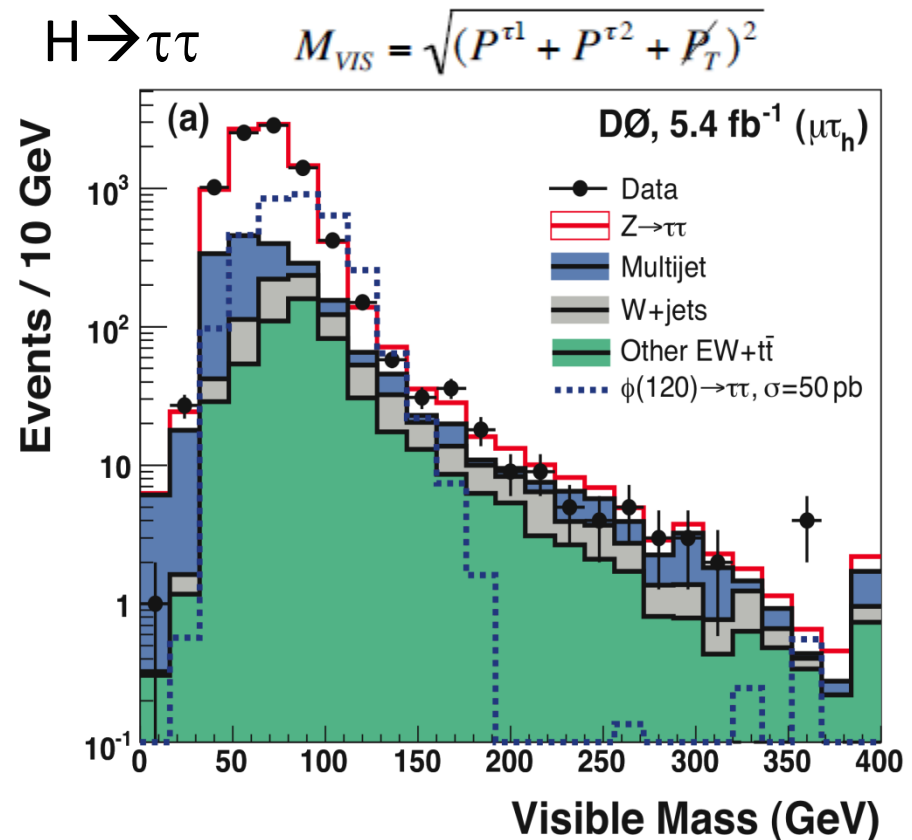 H→ττ
M_VIS = √(P^τ1 + P^τ2 + P̸_T)²
(a)
DØ, 5.4 fb⁻¹ (μτ_h)
Data
Z→ττ
Multijet
W+jets
Other EW+tt̄
ϕ(120)→ττ, σ=50 pb
Events / 10 GeV
10³
10²
10
1
10⁻¹
0 50 100 150 200 250 300 350 400
Visible Mass (GeV)